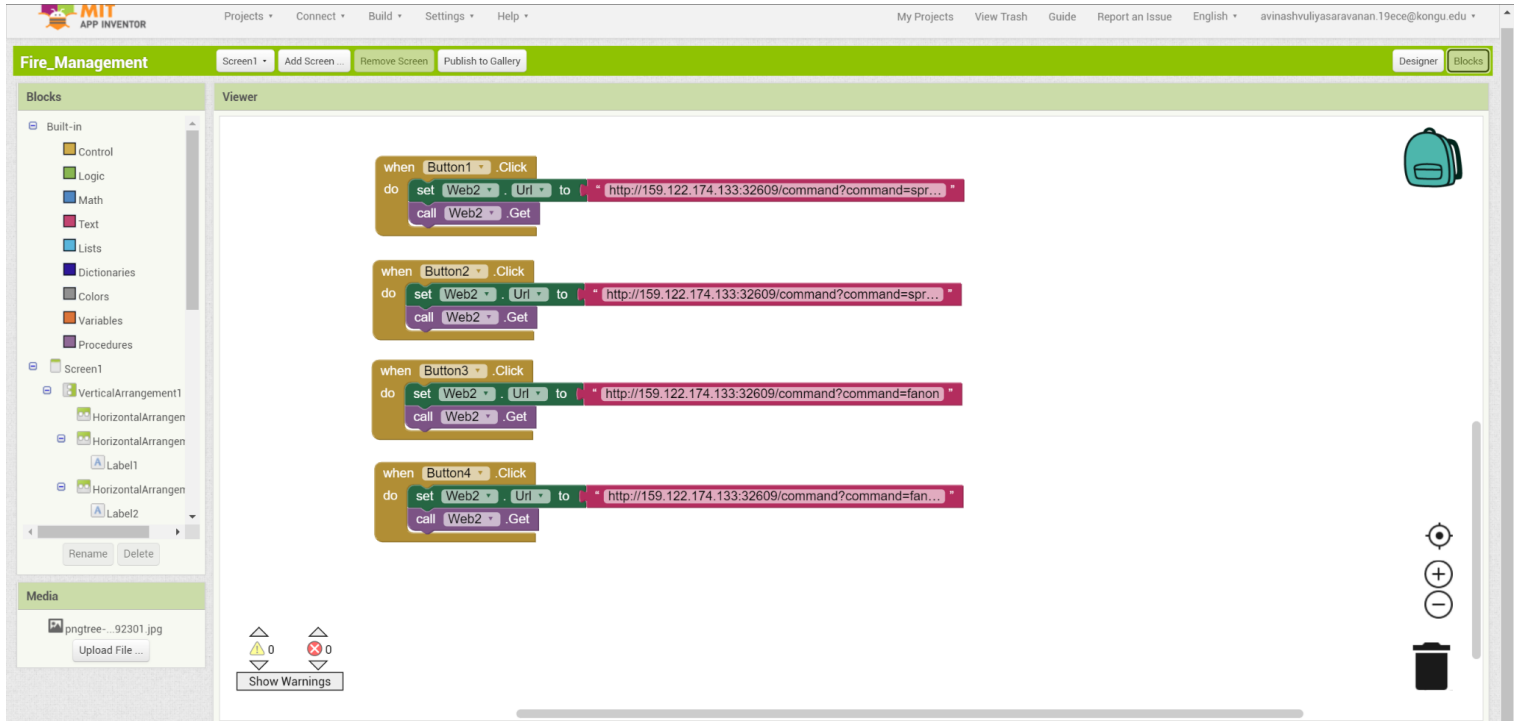 MIT
APP INVENTOR
Projects Connect Build Settings Help My Projects View Trash Guide Report an Issue English avinashvuliyasaravanan.19ece@kongu.edu
Fire_Management Screen1 Add Screen ... Remove Screen Publish to Gallery Designer Blocks
Blocks
Built-in
Control
Logic
Math
Text
Lists
Dictionaries
Colors
Variables
Procedures
Screen1
VerticalArrangement1
HorizontalArrangem
HorizontalArrangem
Label1
HorizontalArrangem
Label2
Rename Delete
Media
pngtree-...92301.jpg
Upload File ...
Viewer
when Button1 .Click
do set Web2 . Url to " http://159.122.174.133:32609/command?command=spr... "
call Web2 .Get
when Button2 .Click
do set Web2 . Url to " http://159.122.174.133:32609/command?command=spr... "
call Web2 .Get
when Button3 .Click
do set Web2 . Url to " http://159.122.174.133:32609/command?command=fanon "
call Web2 .Get
when Button4 .Click
do set Web2 . Url to " http://159.122.174.133:32609/command?command=fan... "
call Web2 .Get
0 0
Show Warnings